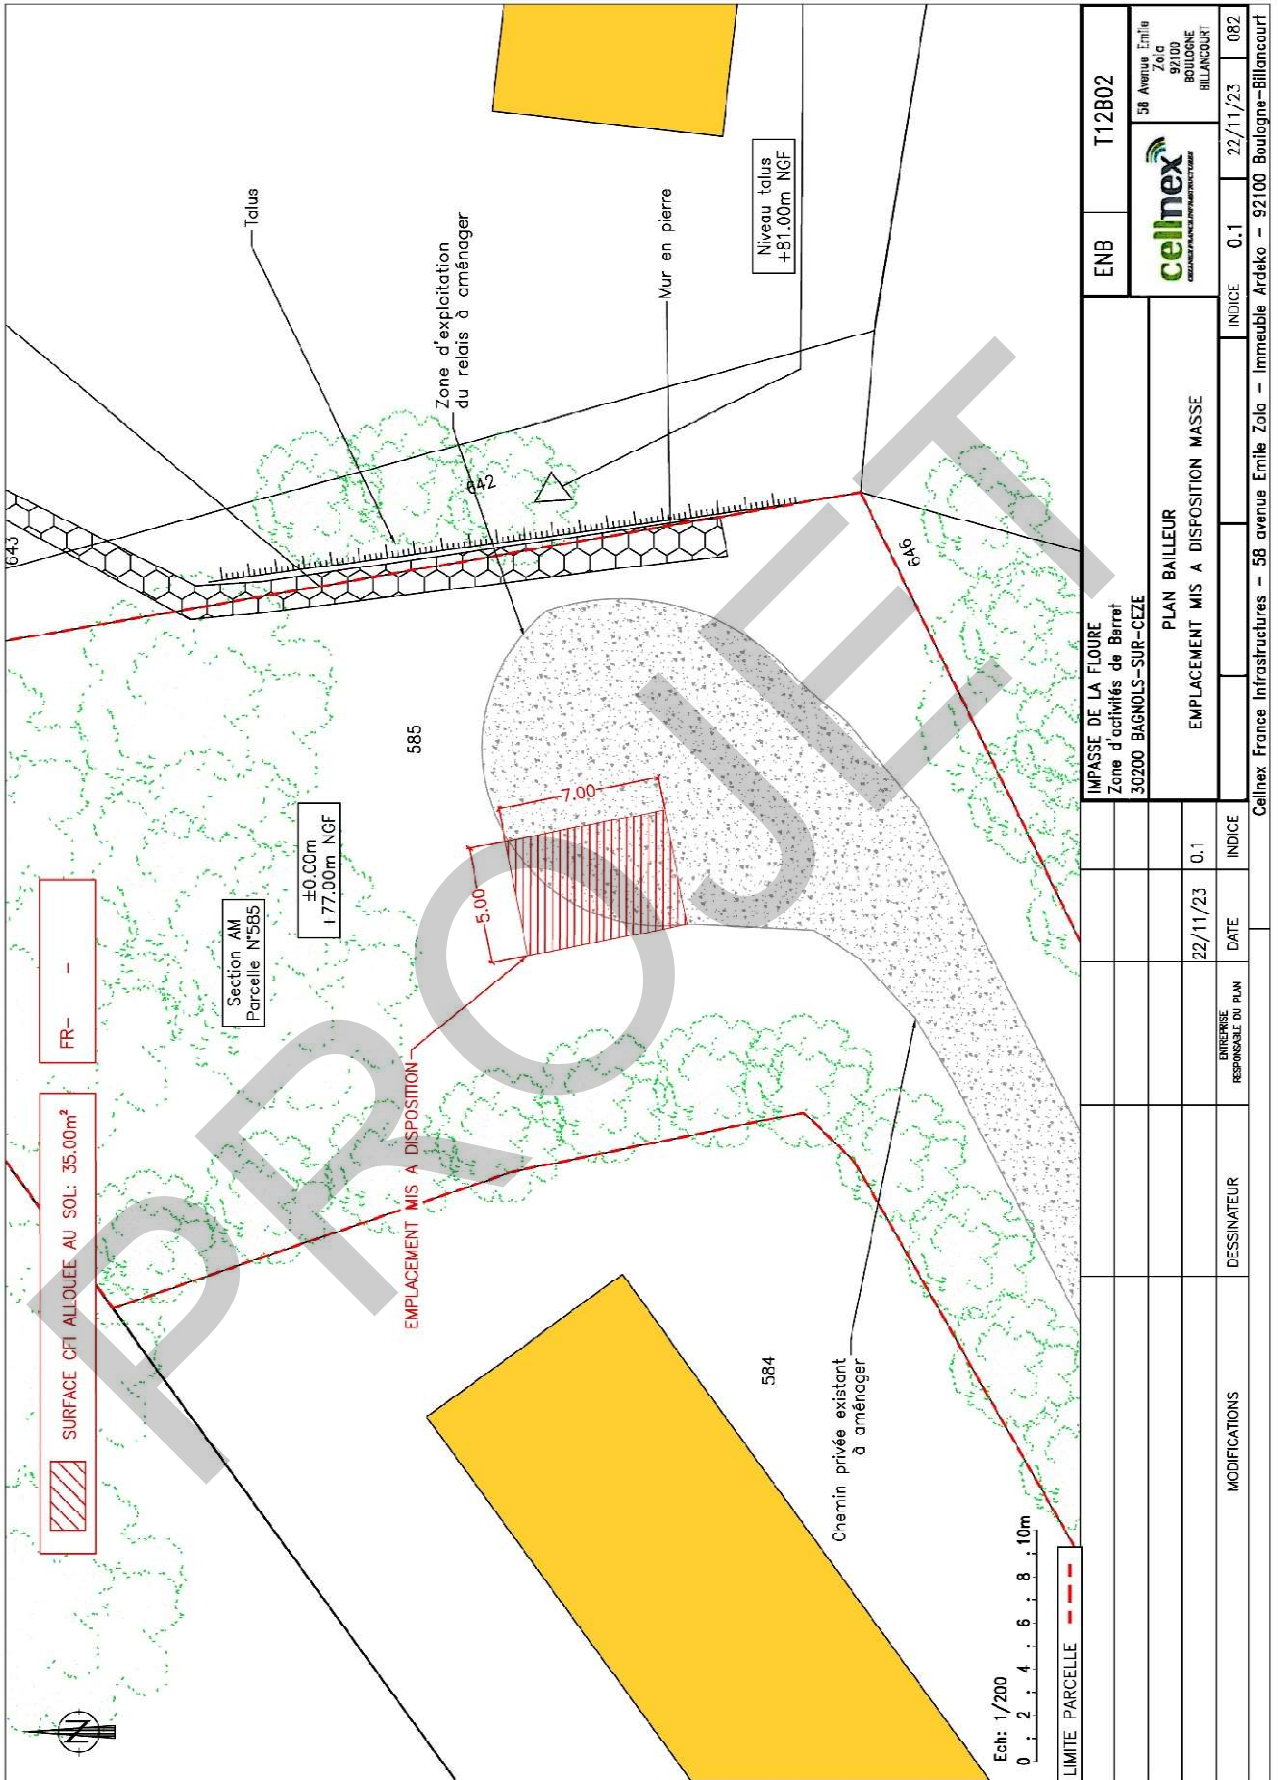 SURFACE CFI ALLOUEE AU SOL: 35.00m²
FR- -
N
Section AM
Parcelle N°585
±0.00m
77.00m NGF
643
Talus
585
EMPLACEMENT MIS A DISPOSITION
5.00
7.00
Zone d'exploitation
du relais à aménager
642
Mur en pierre
Niveau talus
+81.00m NGF
584
Chemin privée existant
à aménager
646
PROJET
Ech: 1/200
0 2 4 6 8 10m
LIMITE PARCELLE
IMPASSE DE LA FLOURE
Zone d'activités de Berret
30200 BAGNOLS-SUR-CEZE
ENB
T12B02
PLAN BAILLEUR
EMPLACEMENT MIS A DISPOSITION MASSE
cellnex
58 Avenue Emile
Zola
92100
BOULOGNE
BILLANCOURT
22/11/23
0.1
MODIFICATIONS
DESSINATEUR
ENTREPRISE
RESPONSABLE DU PLAN
DATE
INDICE
INDICE
0.1
22/11/23
082
Cellnex France Infrastructures - 58 avenue Emile Zola - Immeuble Ardeko - 92100 Boulogne-Billancourt